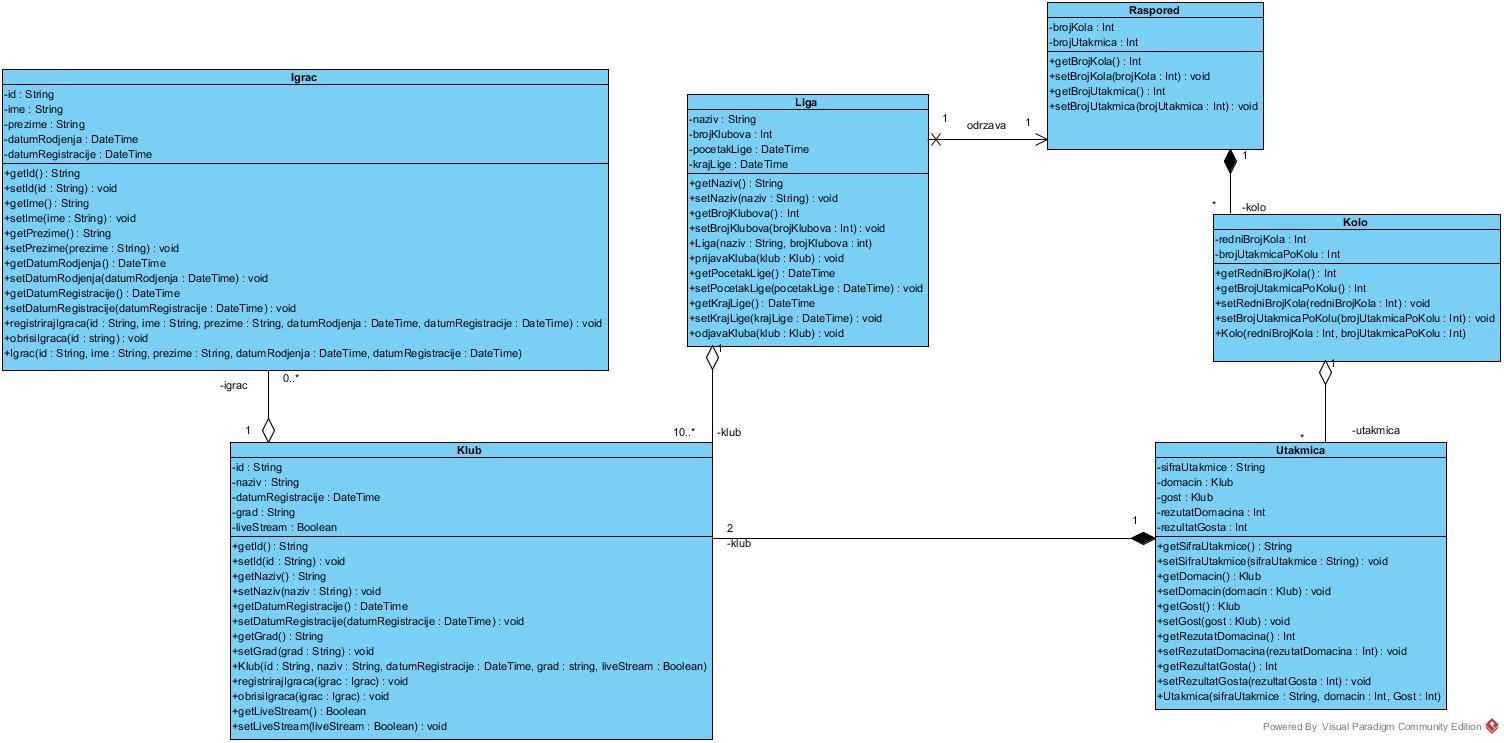 Igrac
-id : String
-ime : String
-prezime : String
-datumRodjenja : DateTime
-datumRegistracije : DateTime
+getId() : String
+setId(id : String) : void
+getIme() : String
+setIme(ime : String) : void
+getPrezime() : String
+setPrezime(prezime : String) : void
+getDatumRodjenja() : DateTime
+setDatumRodjenja(datumRodjenja : DateTime) : void
+getDatumRegistracije() : DateTime
+setDatumRegistracije(datumRegistracije : DateTime) : void
+registrirajIgraca(id : String, ime : String, prezime : String, datumRodjenja : DateTime, datumRegistracije : DateTime) : void
+obrisiIgraca(id : string) : void
+Igrac(id : String, ime : String, prezime : String, datumRodjenja : DateTime, datumRegistracije : DateTime)
-igrac
0..*
1
Klub
-id : String
-naziv : String
-datumRegistracije : DateTime
-grad : String
-liveStream : Boolean
+getId() : String
+setId(id : String) : void
+getNaziv() : String
+setNaziv(naziv : String) : void
+getDatumRegistracije() : DateTime
+setDatumRegistracije(datumRegistracije : DateTime) : void
+getGrad() : String
+setGrad(grad : String) : void
+Klub(id : String, naziv : String, datumRegistracije : DateTime, grad : string, liveStream : Boolean)
+registrirajIgraca(igrac : Igrac) : void
+obrisiIgraca(igrac : Igrac) : void
+getLiveStream() : Boolean
+setLiveStream(liveStream : Boolean) : void
Liga
-naziv : String
-brojKlubova : Int
-pocetakLige : DateTime
-krajLige : DateTime
+getNaziv() : String
+setNaziv(naziv : String) : void
+getBrojKlubova() : Int
+setBrojKlubova(brojKlubova : Int) : void
+Liga(naziv : String, brojKlubova : int)
+prijavaKluba(klub : Klub) : void
+getPocetakLige() : DateTime
+setPocetakLige(pocetakLige : DateTime) : void
+getKrajLige() : DateTime
+setKrajLige(krajLige : DateTime) : void
+odjavaKluba(klub : Klub) : void
1
10..*
-klub
1
odrzava
1
Raspored
-brojKola : Int
-brojUtakmica : Int
+getBrojKola() : Int
+setBrojKola(brojKola : Int) : void
+getBrojUtakmica() : Int
+setBrojUtakmica(brojUtakmica : Int) : void
1
*
-kolo
Kolo
-redniBrojKola : Int
-brojUtakmicaPoKolu : Int
+getRedniBrojKola() : Int
+getBrojUtakmicaPoKolu() : Int
+setRedniBrojKola(redniBrojKola : Int) : void
+setBrojUtakmicaPoKolu(brojUtakmicaPoKolu : Int) : void
+Kolo(redniBrojKola : Int, brojUtakmicaPoKolu : Int)
1
*
-utakmica
Utakmica
-sifraUtakmice : String
-domacin : Klub
-gost : Klub
-rezutatDomacina : Int
-rezultatGosta : Int
+getSifraUtakmice() : String
+setSifraUtakmice(sifraUtakmice : String) : void
+getDomacin() : Klub
+setDomacin(domacin : Klub) : void
+getGost() : Klub
+setGost(gost : Klub) : void
+getRezutatDomacina() : Int
+setRezutatDomacina(rezutatDomacina : Int) : void
+getRezultatGosta() : Int
+setRezultatGosta(rezultatGosta : Int) : void
+Utakmica(sifraUtakmice : String, domacin : Int, Gost : Int)
2
-klub
1
Powered By Visual Paradigm Community Edition